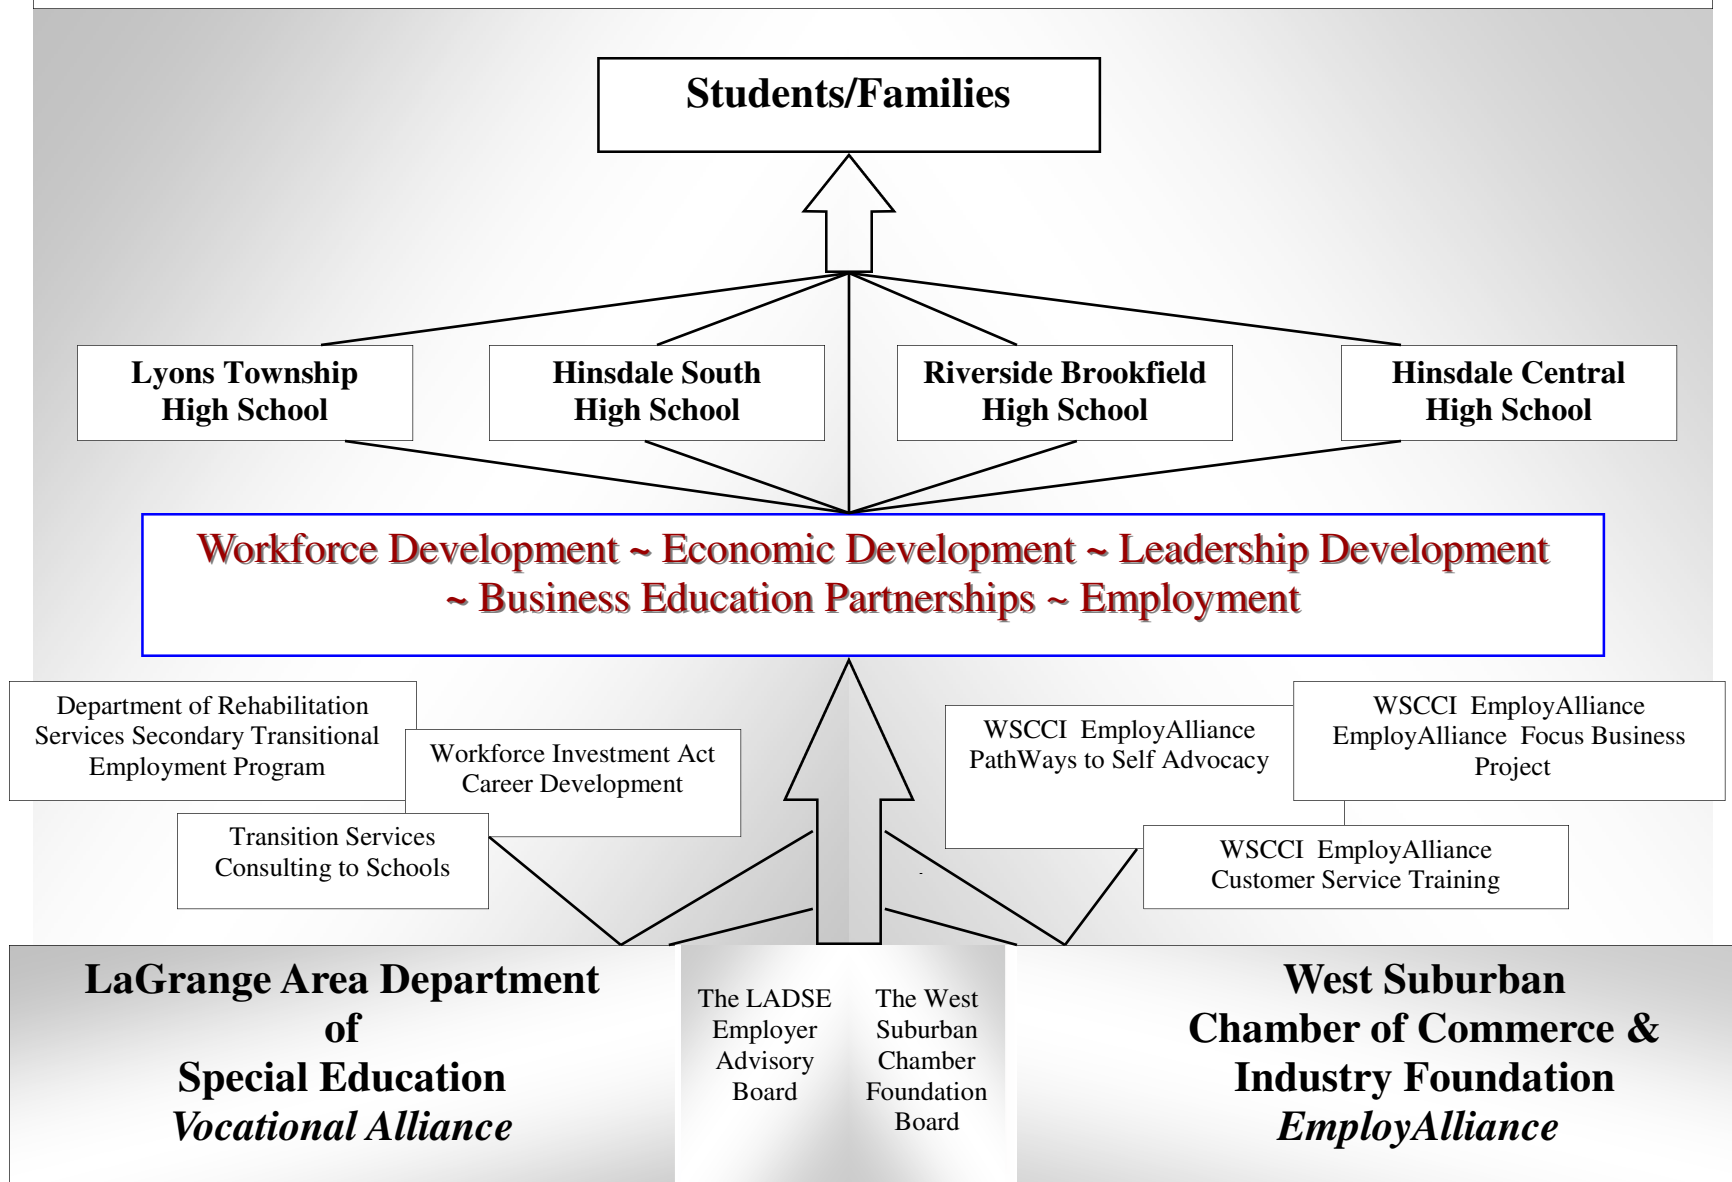 Students/Families
Lyons Township
High School
Hinsdale South
High School
Riverside Brookfield
High School
Hinsdale Central
High School
Workforce Development ~ Economic Development ~ Leadership Development
~ Business Education Partnerships ~ Employment
Department of Rehabilitation
Services Secondary Transitional
Employment Program
Workforce Investment Act
Career Development
Transition Services
Consulting to Schools
WSCCI EmployAlliance
PathWays to Self Advocacy
WSCCI EmployAlliance
EmployAlliance Focus Business
Project
WSCCI EmployAlliance
Customer Service Training
LaGrange Area Department
of
Special Education
Vocational Alliance
The LADSE
Employer
Advisory
Board
The West
Suburban
Chamber
Foundation
Board
West Suburban
Chamber of Commerce &
Industry Foundation
EmployAlliance